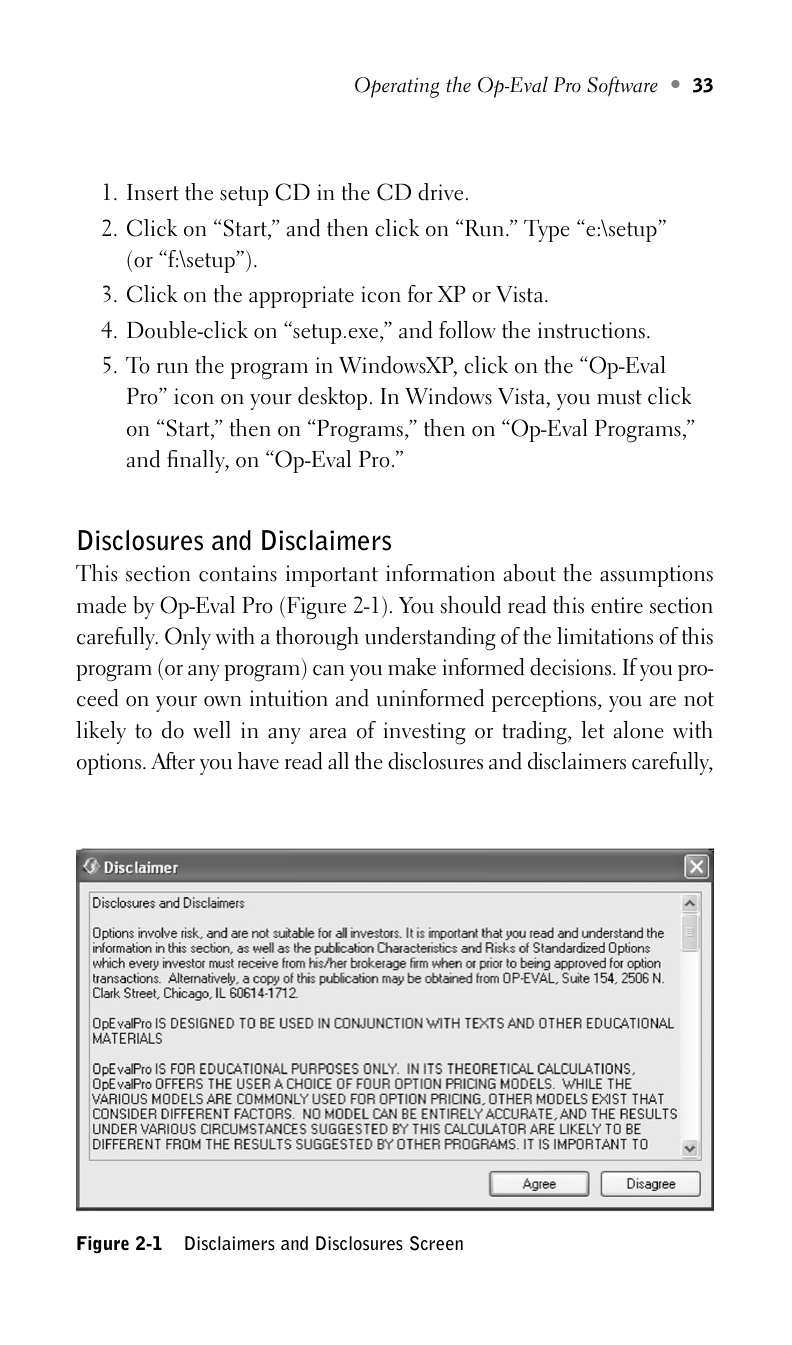 Operating the Op-Eval Pro Software • 33
1. Insert the setup CD in the CD drive.
2. Click on “Start,” and then click on “Run.” Type “e:\setup”
(or “f:\setup”).
3. Click on the appropriate icon for XP or Vista.
4. Double-click on “setup.exe,” and follow the instructions.
5. To run the program in WindowsXP, click on the “Op-Eval
Pro” icon on your desktop. In Windows Vista, you must click
on “Start,” then on “Programs,” then on “Op-Eval Programs,”
and finally, on “Op-Eval Pro.”
Disclosures and Disclaimers
This section contains important information about the assumptions
made by Op-Eval Pro (Figure 2-1). You should read this entire section
carefully. Only with a thorough understanding of the limitations of this
program (or any program) can you make informed decisions. If you pro-
ceed on your own intuition and uninformed perceptions, you are not
likely to do well in any area of investing or trading, let alone with
options. After you have read all the disclosures and disclaimers carefully,
Disclaimer
Disclosures and Disclaimers
Options involve risk, and are not suitable for all investors. It is important that you read and understand the
information in this section, as well as the publication Characteristics and Risks of Standardized Options
which every investor must receive from his/her brokerage firm when or prior to being approved for option
transactions. Alternatively, a copy of this publication may be obtained from OP-EVAL, Suite 154, 2506 N.
Clark Street, Chicago, IL 60614-1712.
OpEvalPro IS DESIGNED TO BE USED IN CONJUNCTION WITH TEXTS AND OTHER EDUCATIONAL
MATERIALS
OpEvalPro IS FOR EDUCATIONAL PURPOSES ONLY. IN ITS THEORETICAL CALCULATIONS,
OpEvalPro OFFERS THE USER A CHOICE OF FOUR OPTION PRICING MODELS. WHILE THE
VARIOUS MODELS ARE COMMONLY USED FOR OPTION PRICING, OTHER MODELS EXIST THAT
CONSIDER DIFFERENT FACTORS. NO MODEL CAN BE ENTIRELY ACCURATE, AND THE RESULTS
UNDER VARIOUS CIRCUMSTANCES SUGGESTED BY THIS CALCULATOR ARE LIKELY TO BE
DIFFERENT FROM THE RESULTS SUGGESTED BY OTHER PROGRAMS. IT IS IMPORTANT TO
Agree Disagree
Figure 2-1 Disclaimers and Disclosures Screen